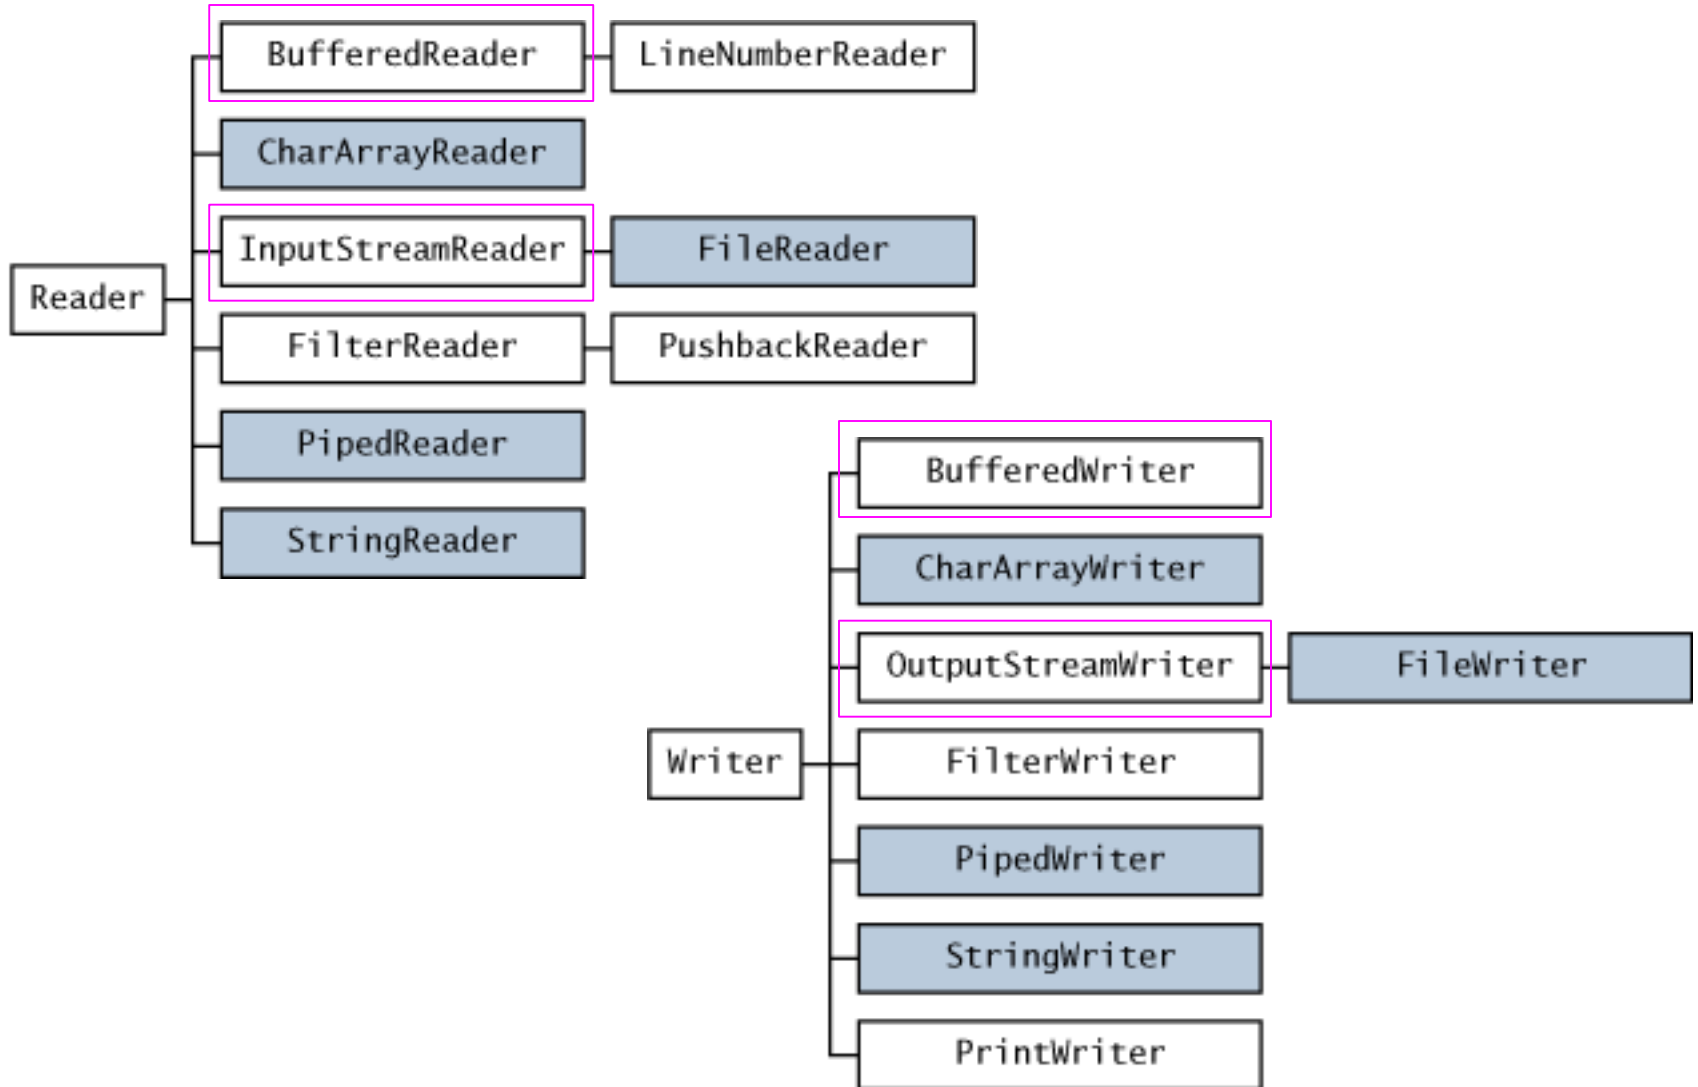 BufferedReader
LineNumberReader
CharArrayReader
InputStreamReader
FileReader
Reader
FilterReader
PushbackReader
PipedReader
StringReader
BufferedWriter
CharArrayWriter
OutputStreamWriter
FileWriter
Writer
FilterWriter
PipedWriter
StringWriter
PrintWriter